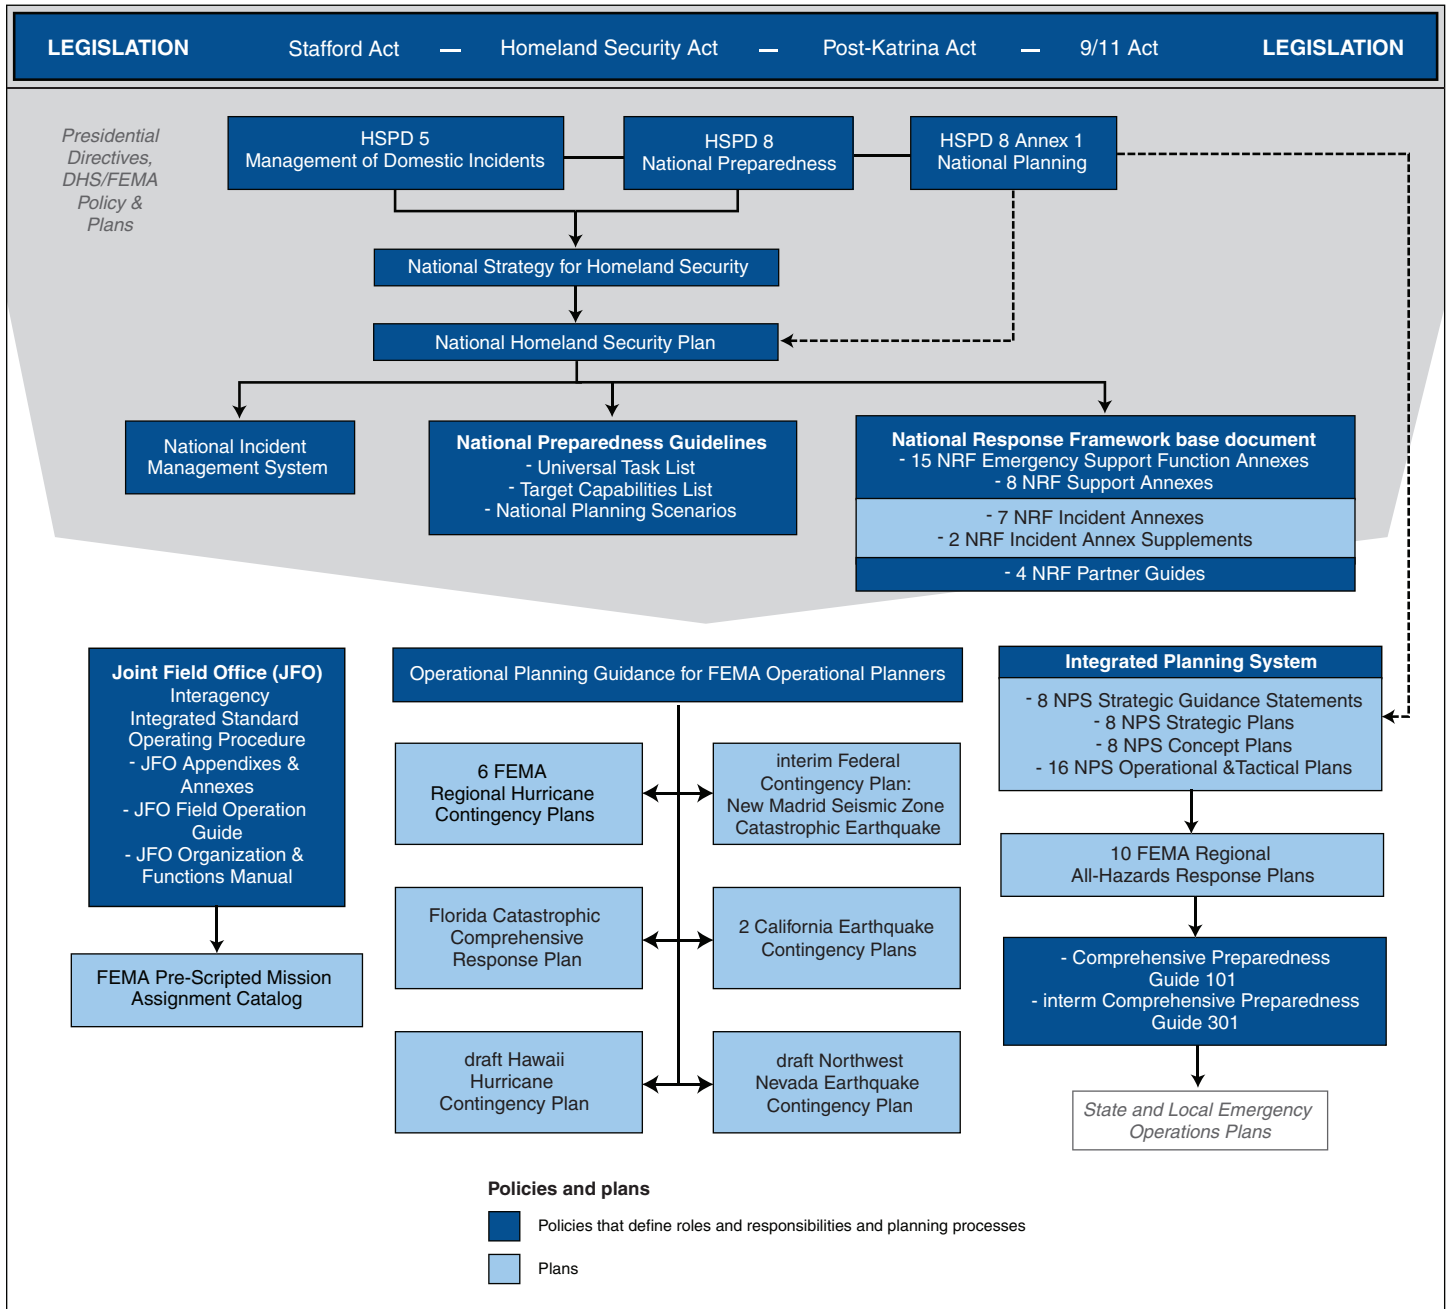 LEGISLATION Stafford Act — Homeland Security Act — Post-Katrina Act — 9/11 Act LEGISLATION
Presidential
Directives,
DHS/FEMA
Policy &
Plans
HSPD 5
Management of Domestic Incidents
HSPD 8
National Preparedness
HSPD 8 Annex 1
National Planning
National Strategy for Homeland Security
National Homeland Security Plan
National Incident
Management System
National Preparedness Guidelines
- Universal Task List
- Target Capabilities List
- National Planning Scenarios
National Response Framework base document
- 15 NRF Emergency Support Function Annexes
- 8 NRF Support Annexes
- 7 NRF Incident Annexes
- 2 NRF Incident Annex Supplements
- 4 NRF Partner Guides
Joint Field Office (JFO)
Interagency
Integrated Standard
Operating Procedure
- JFO Appendixes &
Annexes
- JFO Field Operation
Guide
- JFO Organization &
Functions Manual
FEMA Pre-Scripted Mission
Assignment Catalog
Operational Planning Guidance for FEMA Operational Planners
6 FEMA
Regional Hurricane
Contingency Plans
interim Federal
Contingency Plan:
New Madrid Seismic Zone
Catastrophic Earthquake
Florida Catastrophic
Comprehensive
Response Plan
2 California Earthquake
Contingency Plans
draft Hawaii
Hurricane
Contingency Plan
draft Northwest
Nevada Earthquake
Contingency Plan
Integrated Planning System
- 8 NPS Strategic Guidance Statements
- 8 NPS Strategic Plans
- 8 NPS Concept Plans
- 16 NPS Operational &Tactical Plans
10 FEMA Regional
All-Hazards Response Plans
- Comprehensive Preparedness
Guide 101
- interm Comprehensive Preparedness
Guide 301
State and Local Emergency
Operations Plans
Policies and plans
Policies that define roles and responsibilities and planning processes
Plans